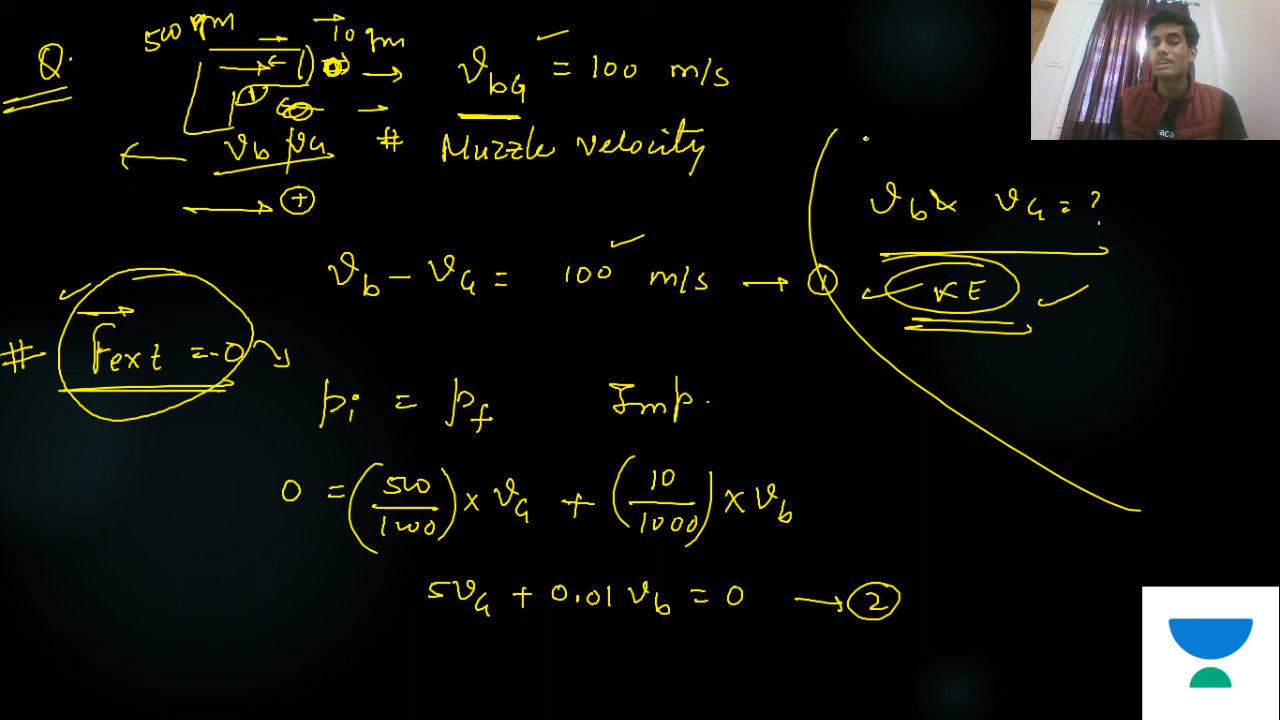 Q.
500 gm
10 gm
v_bG = 100 m/s
v_b v_G
# Muzzle velocity
+
v_b & v_G = ?
v_b − v_G = 100 m/s → 1
KE
# F_ext = 0
p_i = p_f Imp.
0 = (500/1000) × v_G + (10/1000) × v_b
5v_G + 0.01 v_b = 0 → 2